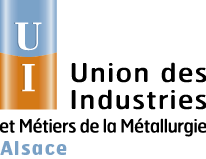 U
I
Union des
Industries
et Métiers de la Métallurgie
Alsace